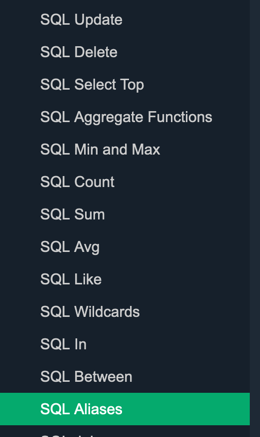 SQL Update
SQL Delete
SQL Select Top
SQL Aggregate Functions
SQL Min and Max
SQL Count
SQL Sum
SQL Avg
SQL Like
SQL Wildcards
SQL In
SQL Between
SQL Aliases